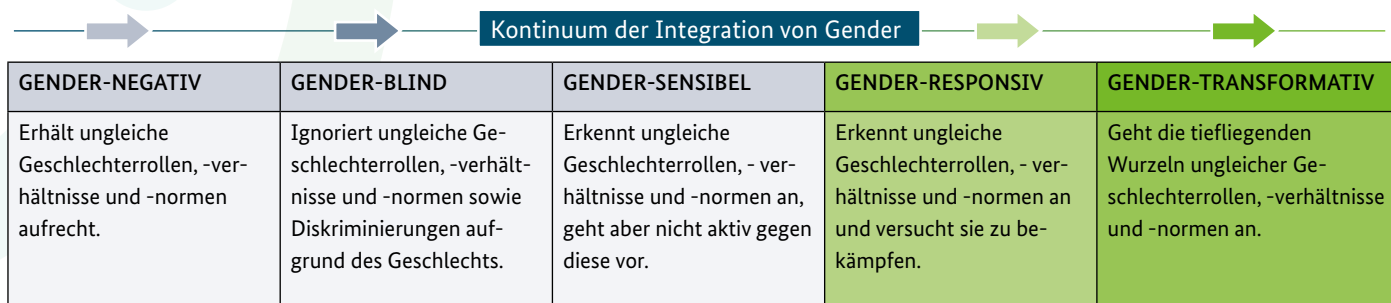 Kontinuum der Integration von Gender
GENDER-NEGATIV
Erhält ungleiche
Geschlechterrollen, -ver-
hältnisse und -normen
aufrecht.
GENDER-BLIND
Ignoriert ungleiche Ge-
schlechterrollen, -verhält-
nisse und -normen sowie
Diskriminierungen auf-
grund des Geschlechts.
GENDER-SENSIBEL
Erkennt ungleiche
Geschlechterrollen, - ver-
hältnisse und -normen an,
geht aber nicht aktiv gegen
diese vor.
GENDER-RESPONSIV
Erkennt ungleiche
Geschlechterrollen, - ver-
hältnisse und -normen an
und versucht sie zu be-
kämpfen.
GENDER-TRANSFORMATIV
Geht die tiefliegenden
Wurzeln ungleicher Ge-
schlechterrollen, -verhältnisse
und -normen an.